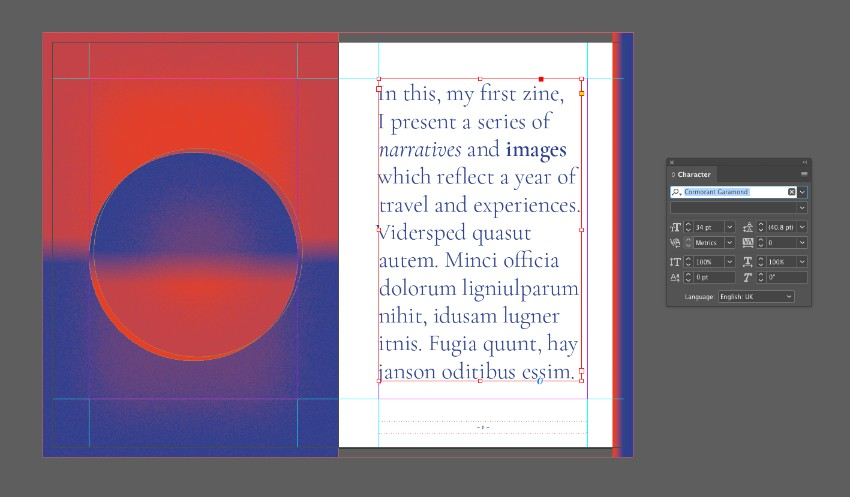 In this, my first zine,
I present a series of
narratives and images
which reflect a year of
travel and experiences.
Vidersped quasut
autem. Minci officia
dolorum ligniulparum
nihit, idusam lugner
itnis. Fugia quunt, hay
janson oditibus essim.
Character
Cormorant Garamond
34 pt
(40.8 pt)
Metrics
0
100%
100%
0 pt
0°
Language: English: UK